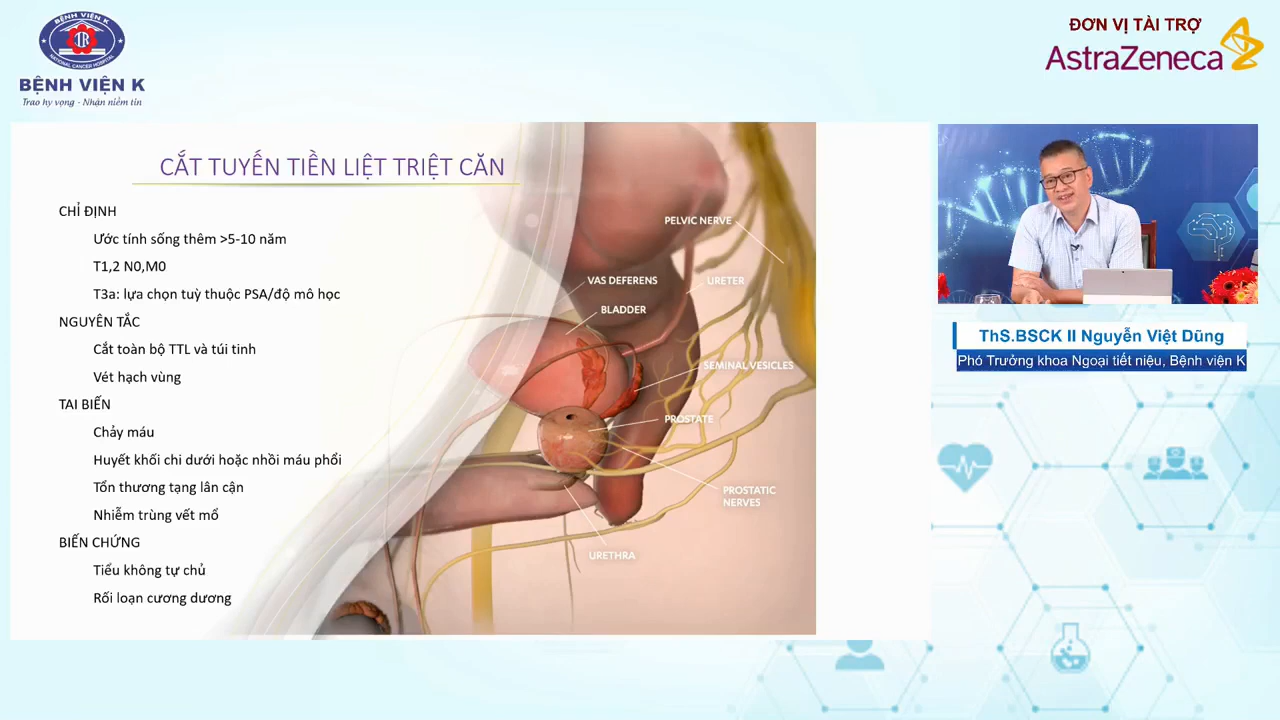 BỆNH VIỆN K
NATIONAL CANCER HOSPITAL
BỆNH VIỆN K
Trao hy vọng - Nhận niềm tin
ĐƠN VỊ TÀI TRỢ
AstraZeneca
CẮT TUYẾN TIỀN LIỆT TRIỆT CĂN
CHỈ ĐỊNH
Ước tính sống thêm >5-10 năm
T1,2 N0,M0
T3a: lựa chọn tuỳ thuộc PSA/độ mô học
NGUYÊN TẮC
Cắt toàn bộ TTL và túi tinh
Vét hạch vùng
TAI BIẾN
Chảy máu
Huyết khối chi dưới hoặc nhồi máu phổi
Tổn thương tạng lân cận
Nhiễm trùng vết mổ
BIẾN CHỨNG
Tiểu không tự chủ
Rối loạn cương dương
PELVIC NERVE
VAS DEFERENS
URETER
BLADDER
SEMINAL VESICLES
PROSTATE
PROSTATIC
NERVES
URETHRA
ThS.BSCK II Nguyễn Việt Dũng
Phó Trưởng khoa Ngoại tiết niệu, Bệnh viện K